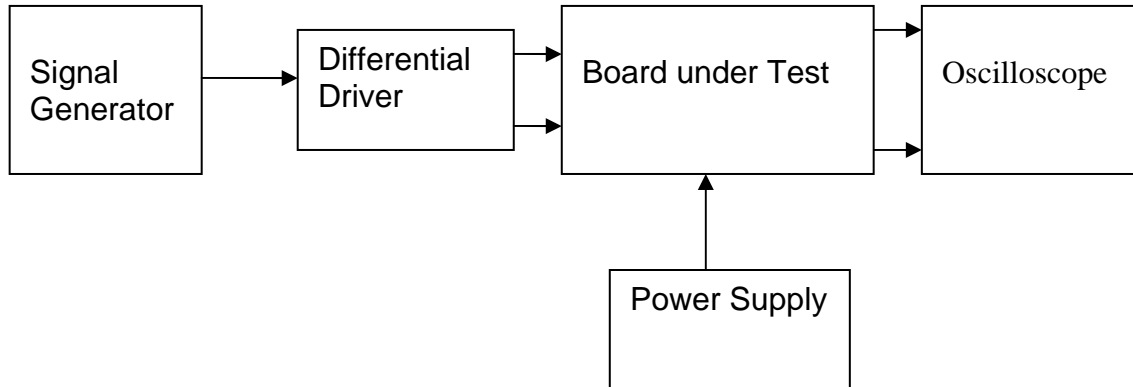 Signal
Generator
Differential
Driver
Board under Test
Oscilloscope
Power Supply